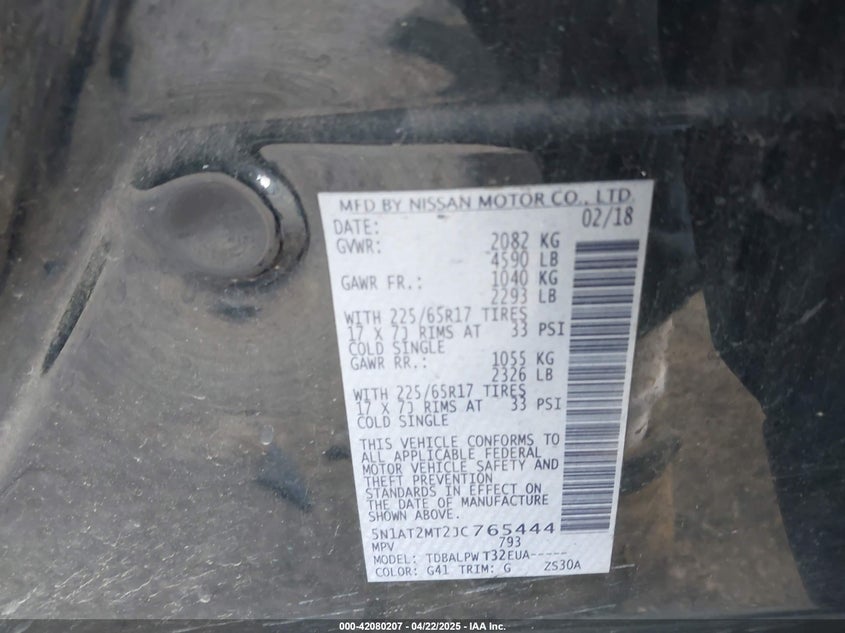 MFD BY NISSAN MOTOR CO., LTD.
DATE: 02/18
GVWR: 2082 KG
4590 LB
GAWR FR.: 1040 KG
2293 LB
WITH 225/65R17 TIRES
17 X 7J RIMS AT 33 PSI
COLD SINGLE
GAWR RR.: 1055 KG
2326 LB
WITH 225/65R17 TIRES
17 X 7J RIMS AT 33 PSI
COLD SINGLE
THIS VEHICLE CONFORMS TO
ALL APPLICABLE FEDERAL
MOTOR VEHICLE SAFETY AND
THEFT PREVENTION
STANDARDS IN EFFECT ON
THE DATE OF MANUFACTURE
SHOWN ABOVE.
5N1AT2MT2JC765444
MPV 793
MODEL: TDBALPWT32EUA-----
COLOR: G41 TRIM: G ZS30A
000-42080207 - 04/22/2025 - IAA Inc.